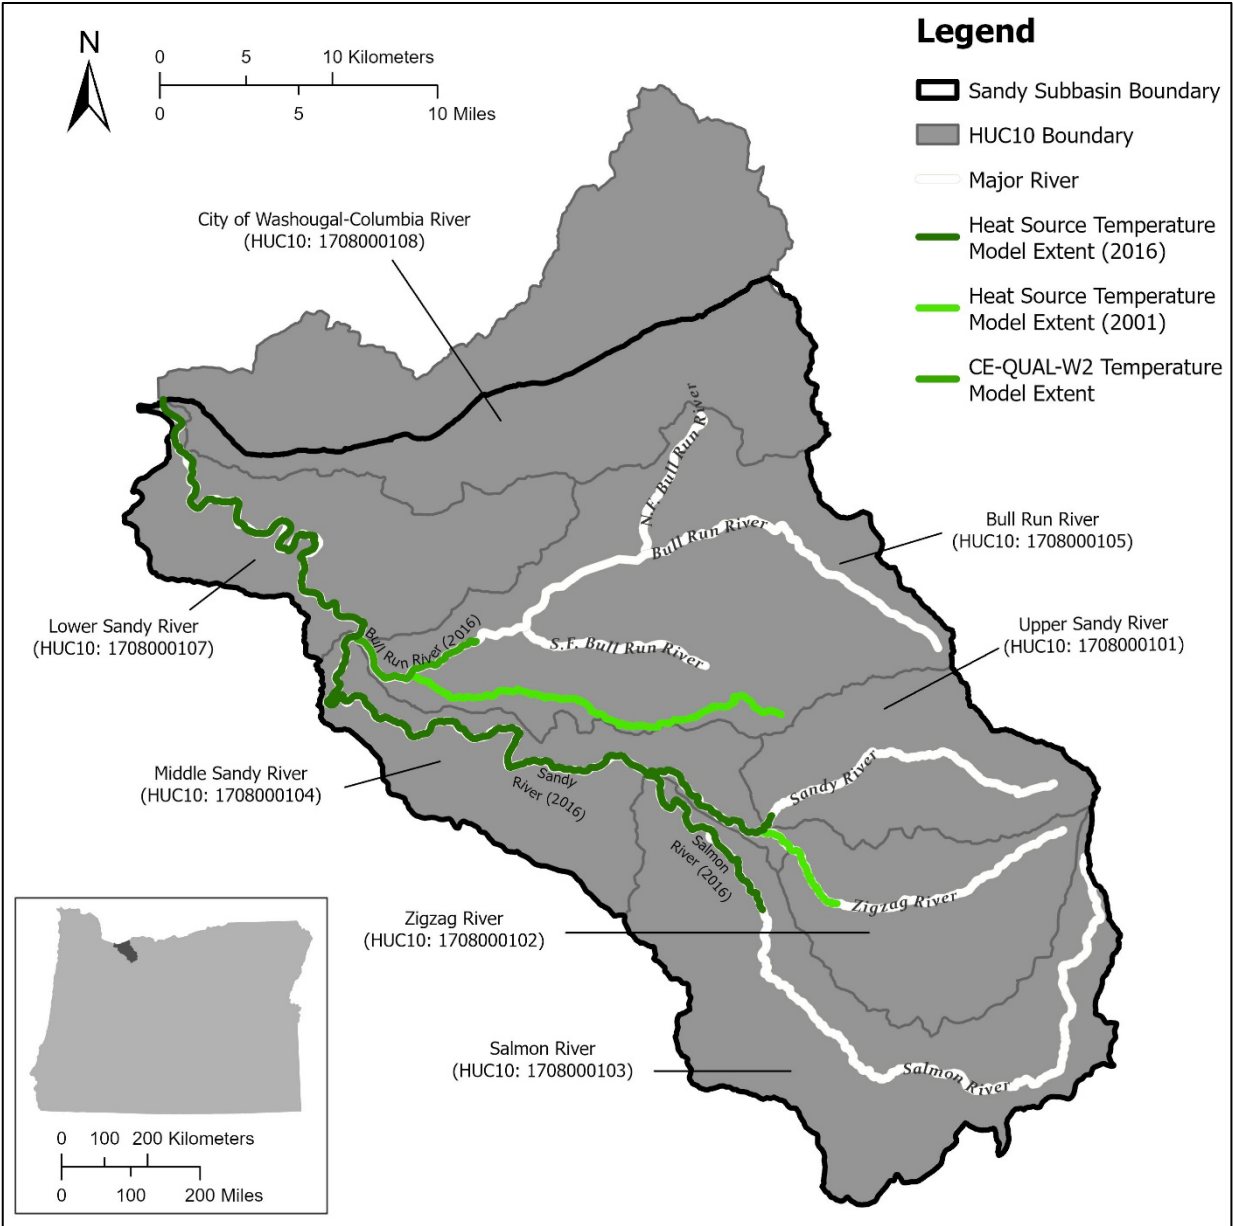 N
0 5 10 Kilometers
0 5 10 Miles
Legend
Sandy Subbasin Boundary
HUC10 Boundary
Major River
Heat Source Temperature
Model Extent (2016)
Heat Source Temperature
Model Extent (2001)
CE-QUAL-W2 Temperature
Model Extent
City of Washougal-Columbia River
(HUC10: 1708000108)
N.F. Bull Run River
Bull Run River
Bull Run River
(HUC10: 1708000105)
Lower Sandy River
(HUC10: 1708000107)
Bull Run River (2016)
S.F. Bull Run River
Upper Sandy River
(HUC10: 1708000101)
Middle Sandy River
(HUC10: 1708000104)
Sandy
River (2016)
Sandy River
Salmon
River (2016)
Zigzag River
Zigzag River
(HUC10: 1708000102)
Salmon River
(HUC10: 1708000103)
Salmon River
0 100 200 Kilometers
0 100 200 Miles